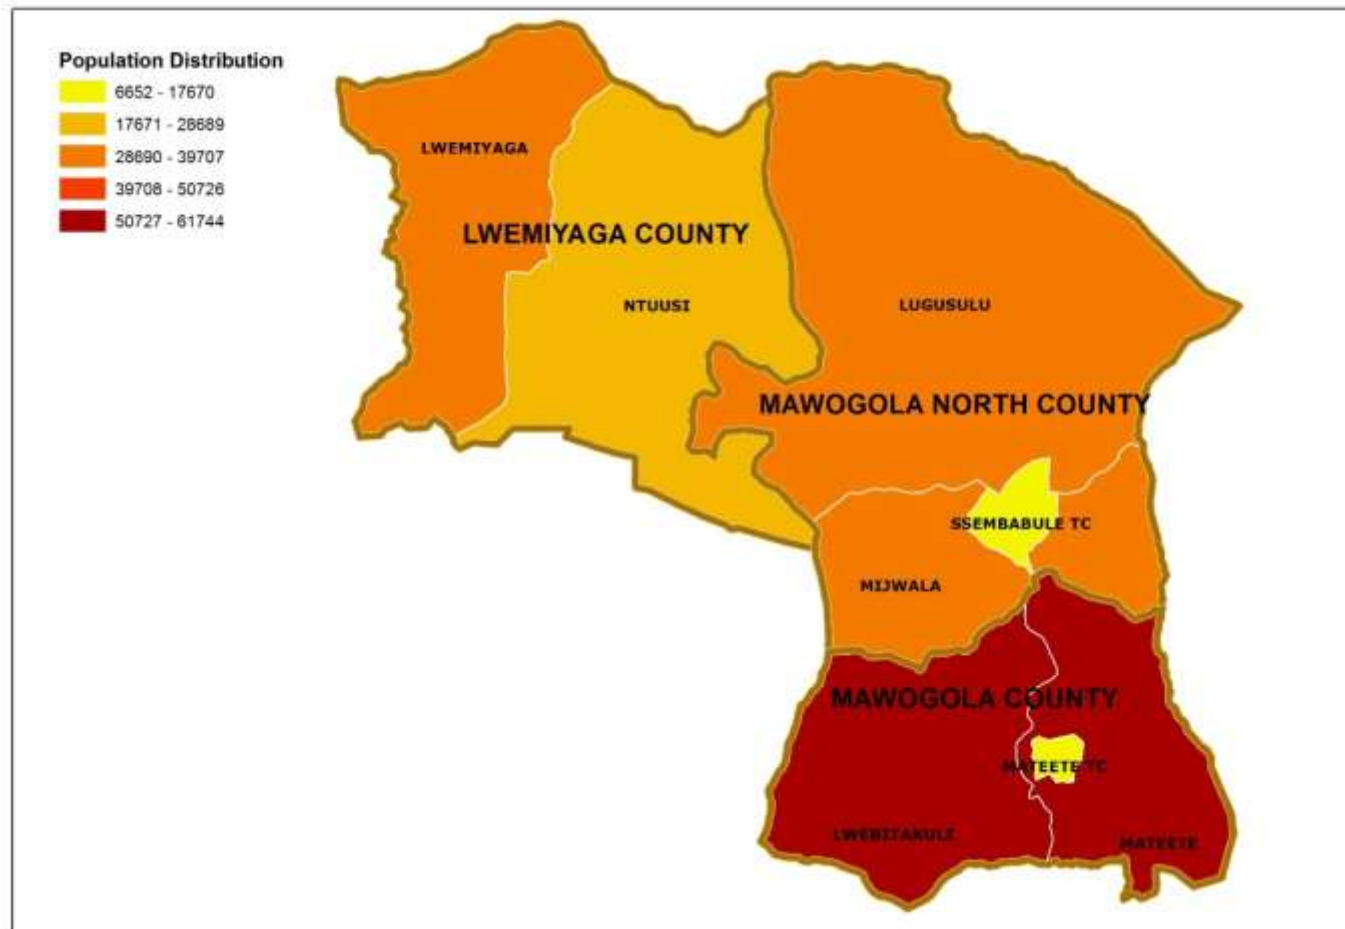 Population Distribution
6652 - 17670
17671 - 28689
28690 - 39707
39708 - 50726
50727 - 61744
LWEMIYAGA
LWEMIYAGA COUNTY
NTUUSI
LUGUSULU
MAWOGOLA NORTH COUNTY
SSEMBABULE TC
MIJWALA
MAWOGOLA COUNTY
MATEETE TC
LWEBITAKULI
MATEETE